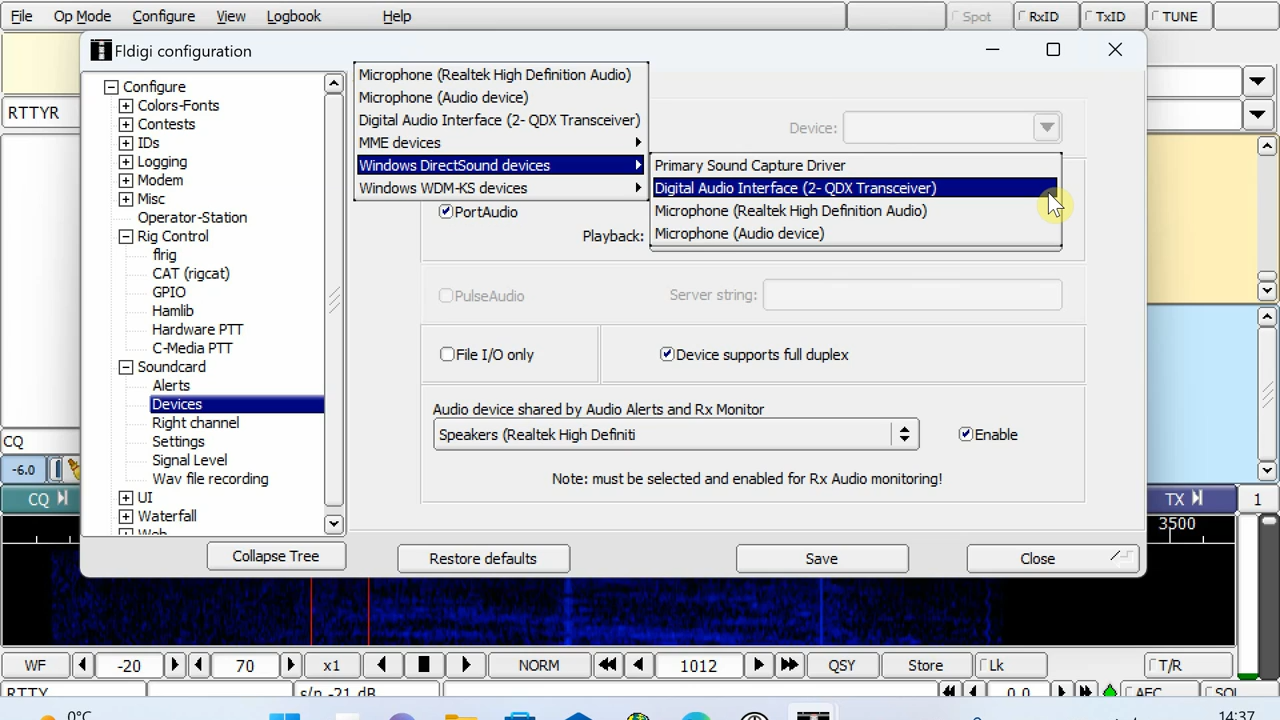 File Op Mode Configure View Logbook Help Spot RxID TxID TUNE
Fldigi configuration
RTTYR
Configure
Colors-Fonts
Contests
IDs
Logging
Modem
Misc
Operator-Station
Rig Control
flrig
CAT (rigcat)
GPIO
Hamlib
Hardware PTT
C-Media PTT
Soundcard
Alerts
Devices
Right channel
Settings
Signal Level
Wav file recording
UI
Waterfall
Web
Collapse Tree
Microphone (Realtek High Definition Audio)
Microphone (Audio device)
Digital Audio Interface (2- QDX Transceiver)
MME devices
Windows DirectSound devices
Windows WDM-KS devices
Primary Sound Capture Driver
Digital Audio Interface (2- QDX Transceiver)
Microphone (Realtek High Definition Audio)
Microphone (Audio device)
Device:
PortAudio
Playback:
PulseAudio Server string:
File I/O only Device supports full duplex
Audio device shared by Audio Alerts and Rx Monitor
Speakers (Realtek High Definiti Enable
Note: must be selected and enabled for Rx Audio monitoring!
Restore defaults Save Close
CQ
-6.0
CQ TX 1
3500
WF -20 70 x1 NORM 1012 QSY Store Lk T/R
RTTY s/n -21 dB 0.0 AFC SQL
0°C 14:37